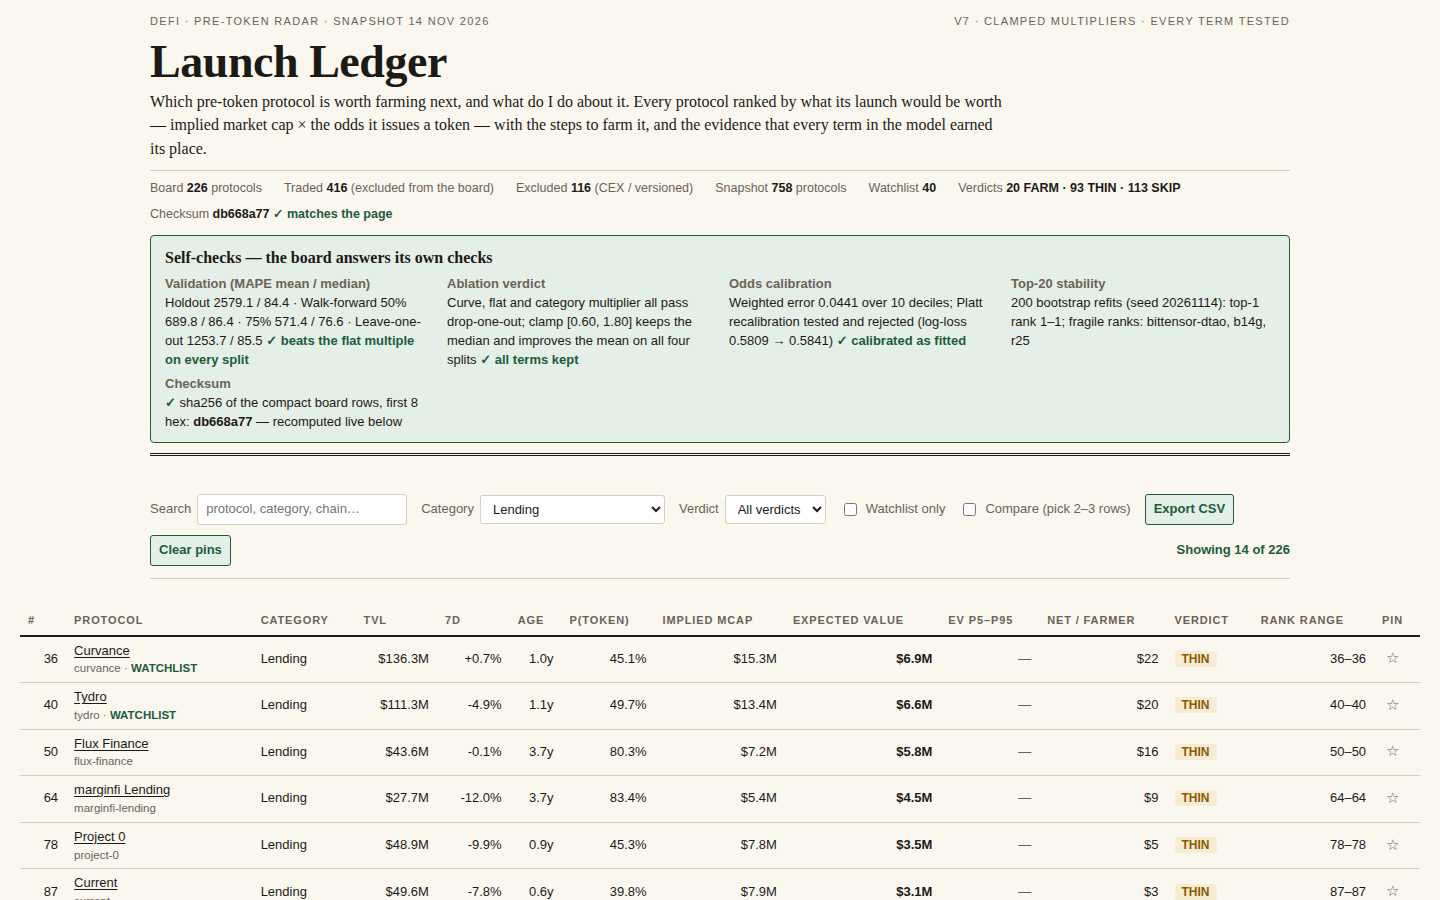 DEFI · PRE-TOKEN RADAR · SNAPSHOT 14 NOV 2026
V7 · CLAMPED MULTIPLIERS · EVERY TERM TESTED
Launch Ledger
Which pre-token protocol is worth farming next, and what do I do about it. Every protocol ranked by what its launch would be worth
— implied market cap × the odds it issues a token — with the steps to farm it, and the evidence that every term in the model earned
its place.
Board 226 protocols Traded 416 (excluded from the board) Excluded 116 (CEX / versioned) Snapshot 758 protocols Watchlist 40 Verdicts 20 FARM · 93 THIN · 113 SKIP
Checksum db668a77 ✓ matches the page
Self-checks — the board answers its own checks
Validation (MAPE mean / median)
Holdout 2579.1 / 84.4 · Walk-forward 50%
689.8 / 86.4 · 75% 571.4 / 76.6 · Leave-one-
out 1253.7 / 85.5 ✓ beats the flat multiple
on every split
Ablation verdict
Curve, flat and category multiplier all pass
drop-one-out; clamp [0.60, 1.80] keeps the
median and improves the mean on all four
splits ✓ all terms kept
Odds calibration
Weighted error 0.0441 over 10 deciles; Platt
recalibration tested and rejected (log-loss
0.5809 → 0.5841) ✓ calibrated as fitted
Top-20 stability
200 bootstrap refits (seed 20261114): top-1
rank 1–1; fragile ranks: bittensor-dtao, b14g,
r25
Checksum
✓ sha256 of the compact board rows, first 8
hex: db668a77 — recomputed live below
Search protocol, category, chain… Category Lending Verdict All verdicts Watchlist only Compare (pick 2–3 rows) Export CSV
Clear pins Showing 14 of 226
# PROTOCOL CATEGORY TVL 7D AGE P(TOKEN) IMPLIED MCAP EXPECTED VALUE EV P5–P95 NET / FARMER VERDICT RANK RANGE PIN
36 Curvance Lending $136.3M +0.7% 1.0y 45.1% $15.3M $6.9M — $22 THIN 36–36 ☆
curvance · WATCHLIST
40 Tydro Lending $111.3M -4.9% 1.1y 49.7% $13.4M $6.6M — $20 THIN 40–40 ☆
tydro · WATCHLIST
50 Flux Finance Lending $43.6M -0.1% 3.7y 80.3% $7.2M $5.8M — $16 THIN 50–50 ☆
flux-finance
64 marginfi Lending Lending $27.7M -12.0% 3.7y 83.4% $5.4M $4.5M — $9 THIN 64–64 ☆
marginfi-lending
78 Project 0 Lending $48.9M -9.9% 0.9y 45.3% $7.8M $3.5M — $5 THIN 78–78 ☆
project-0
87 Current Lending $49.6M -7.8% 0.6y 39.8% $7.9M $3.1M — $3 THIN 87–87 ☆